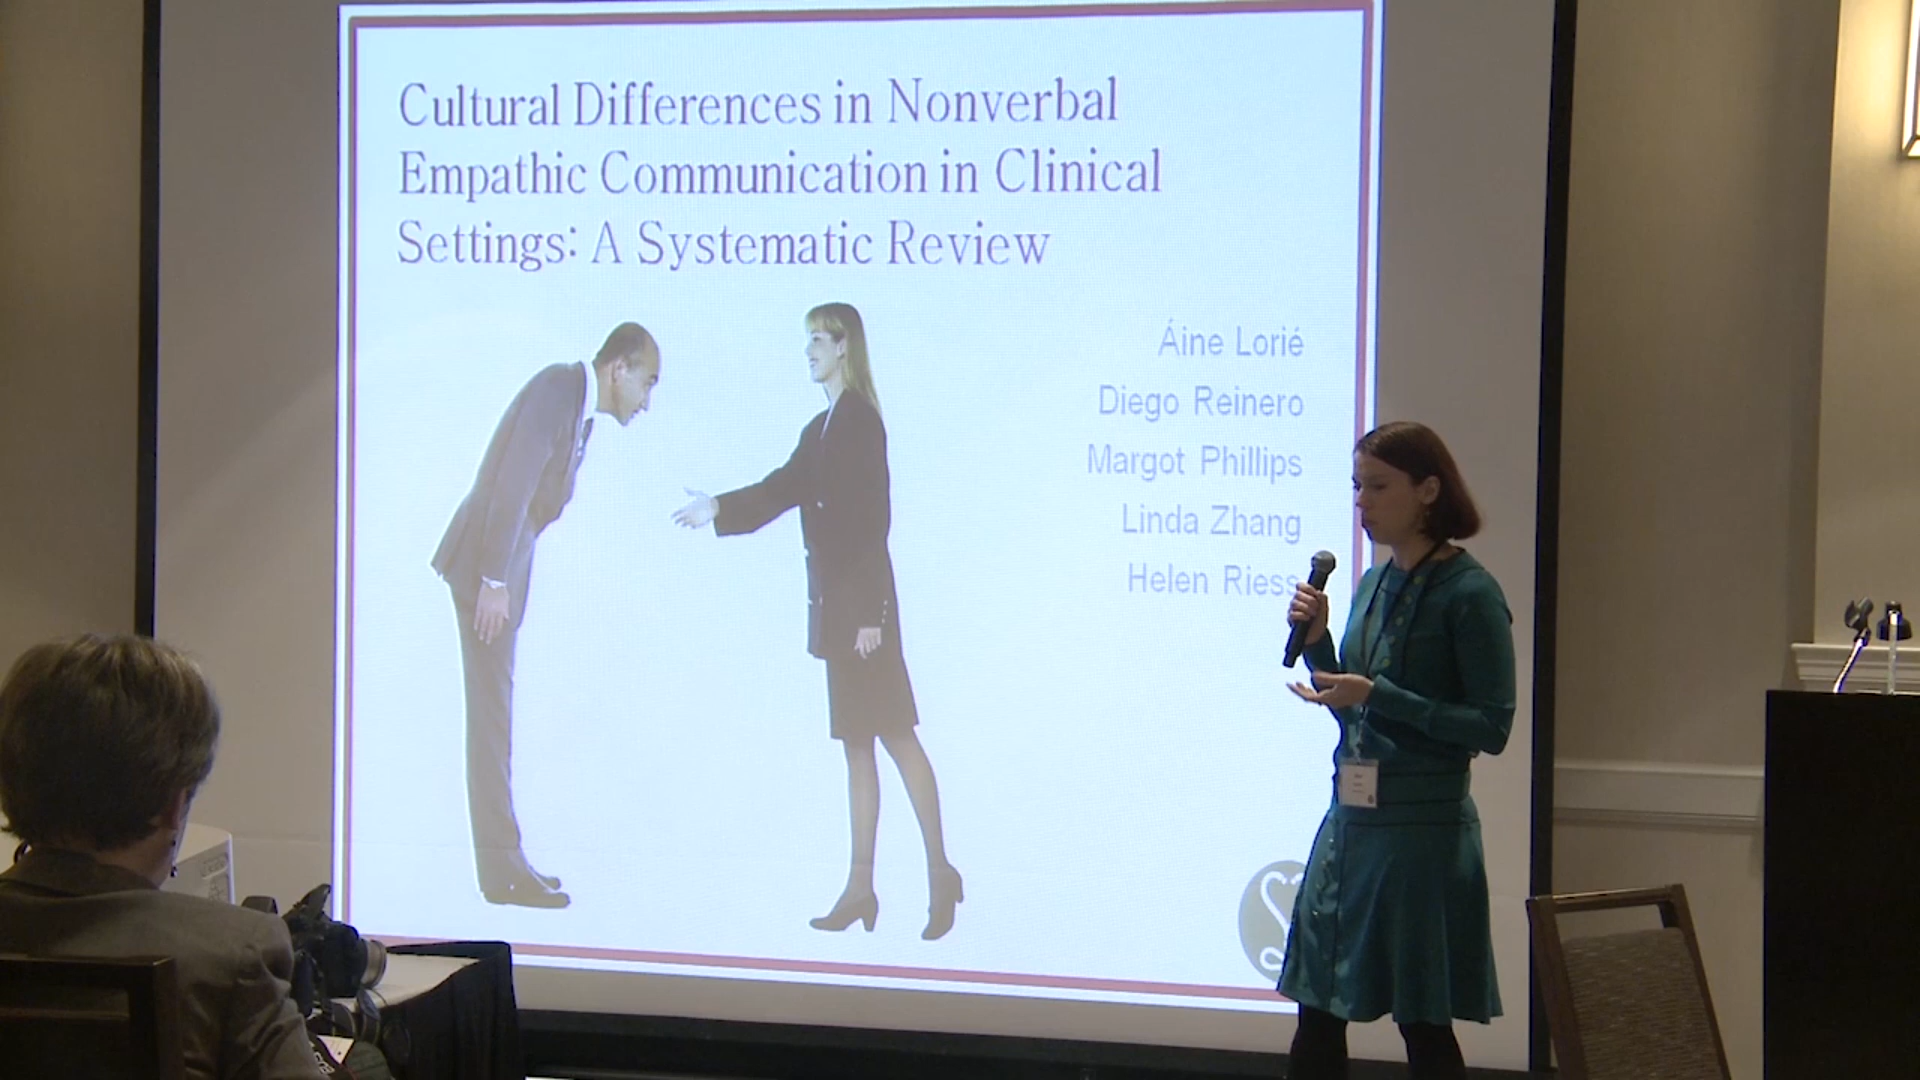 Cultural Differences in Nonverbal
Empathic Communication in Clinical
Settings: A Systematic Review
Áine Lorié
Diego Reinero
Margot Phillips
Linda Zhang
Helen Riess